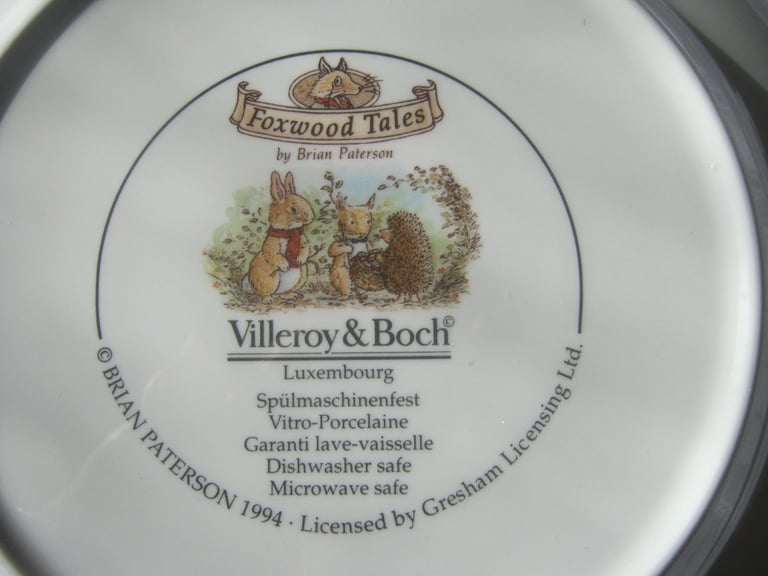 Foxwood Tales
by Brian Paterson
Villeroy & Boch©
Luxembourg
Spülmaschinenfest
Vitro-Porcelaine
Garanti lave-vaisselle
Dishwasher safe
Microwave safe
© BRIAN PATERSON 1994 · Licensed by Gresham Licensing Ltd.